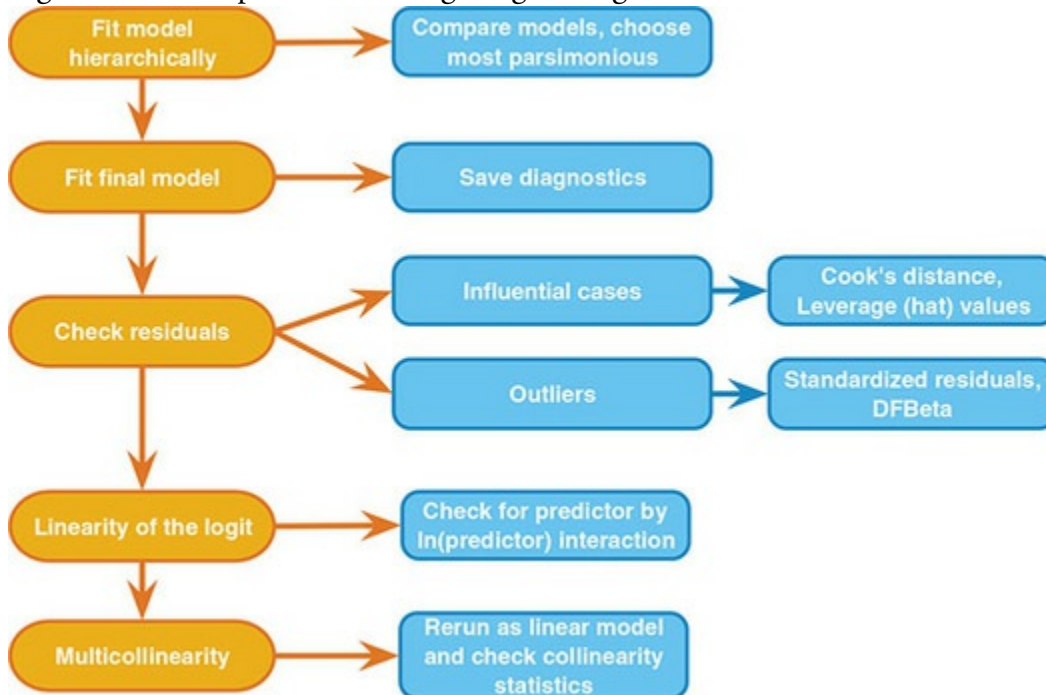 Fit model
hierarchically
Compare models, choose
most parsimonious
Fit final model
Save diagnostics
Check residuals
Influential cases
Cook's distance,
Leverage (hat) values
Outliers
Standardized residuals,
DFBeta
Linearity of the logit
Check for predictor by
ln(predictor) interaction
Multicollinearity
Rerun as linear model
and check collinearity
statistics